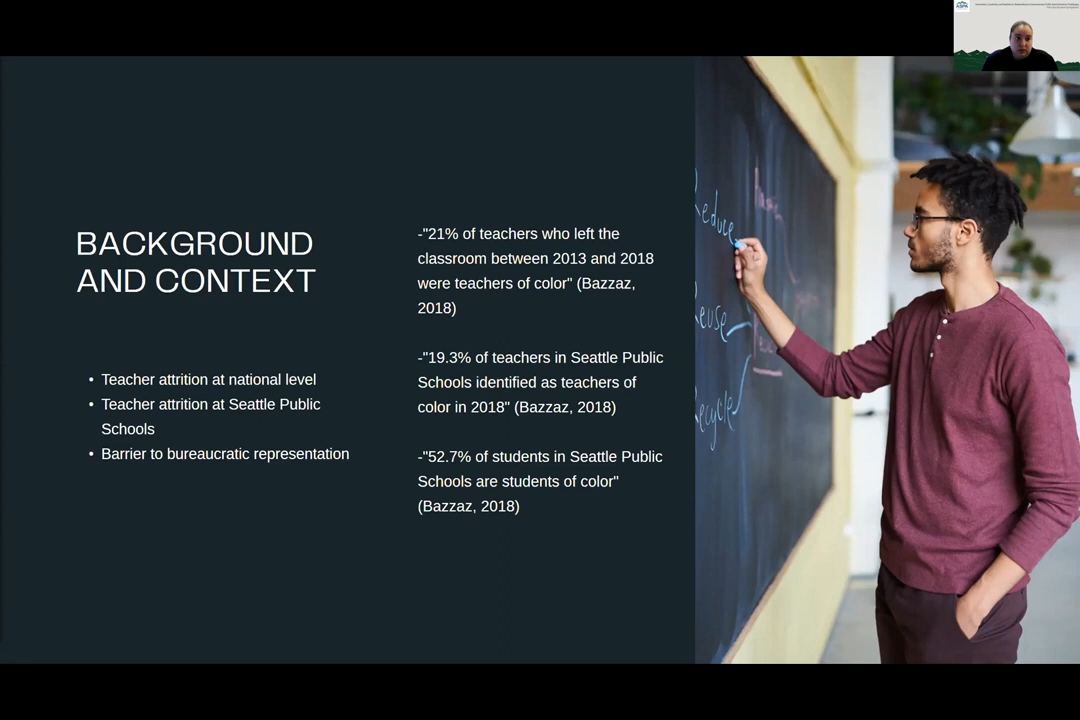 BACKGROUND
AND CONTEXT
• Teacher attrition at national level
• Teacher attrition at Seattle Public
Schools
• Barrier to bureaucratic representation
-"21% of teachers who left the
classroom between 2013 and 2018
were teachers of color" (Bazzaz,
2018)
-"19.3% of teachers in Seattle Public
Schools identified as teachers of
color in 2018" (Bazzaz, 2018)
-"52.7% of students in Seattle Public
Schools are students of color"
(Bazzaz, 2018)
Reduce
Reuse
Recycle
ASPA